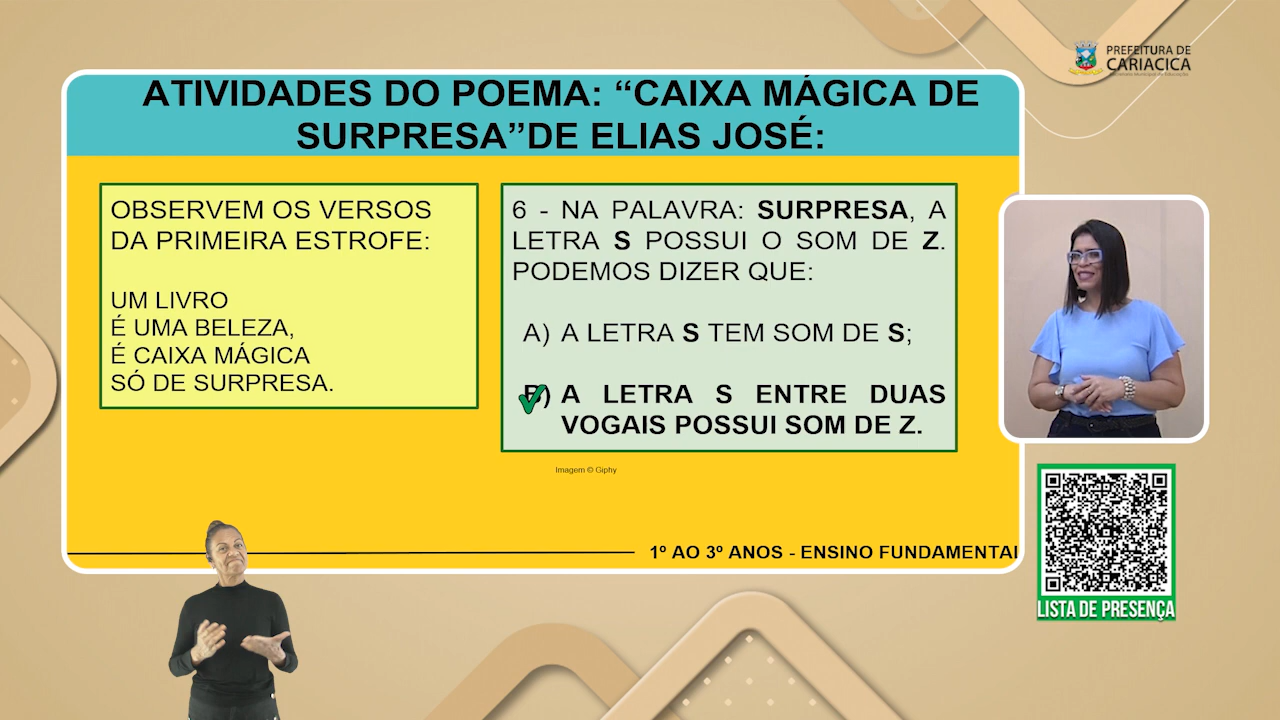 PREFEITURA DE
CARIACICA
ATIVIDADES DO POEMA: “CAIXA MÁGICA DE
SURPRESA”DE ELIAS JOSÉ:
OBSERVEM OS VERSOS
DA PRIMEIRA ESTROFE:
UM LIVRO
É UMA BELEZA,
É CAIXA MÁGICA
SÓ DE SURPRESA.
6 - NA PALAVRA: SURPRESA, A
LETRA S POSSUI O SOM DE Z.
PODEMOS DIZER QUE:
A) A LETRA S TEM SOM DE S;
B) A LETRA S ENTRE DUAS
VOGAIS POSSUI SOM DE Z.
Imagem © Giphy
1º AO 3º ANOS - ENSINO FUNDAMENTAL
LISTA DE PRESENÇA